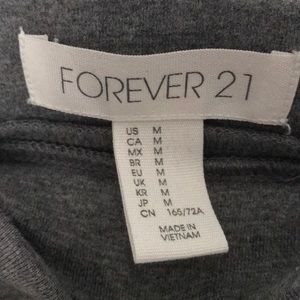 FOREVER 21
US M
CA M
MX M
BR M
EU M
UK M
KR M
JP M
CN 165/72A
MADE IN
VIETNAM